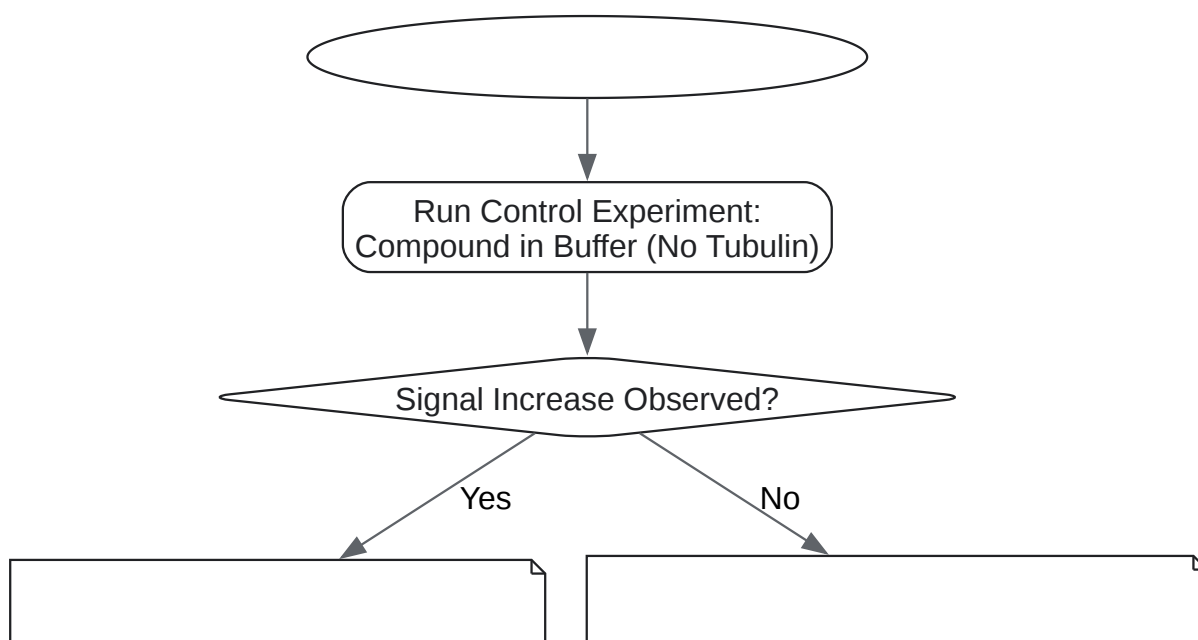 Run Control Experiment:
Compound in Buffer (No Tubulin)
Signal Increase Observed?
Yes
No